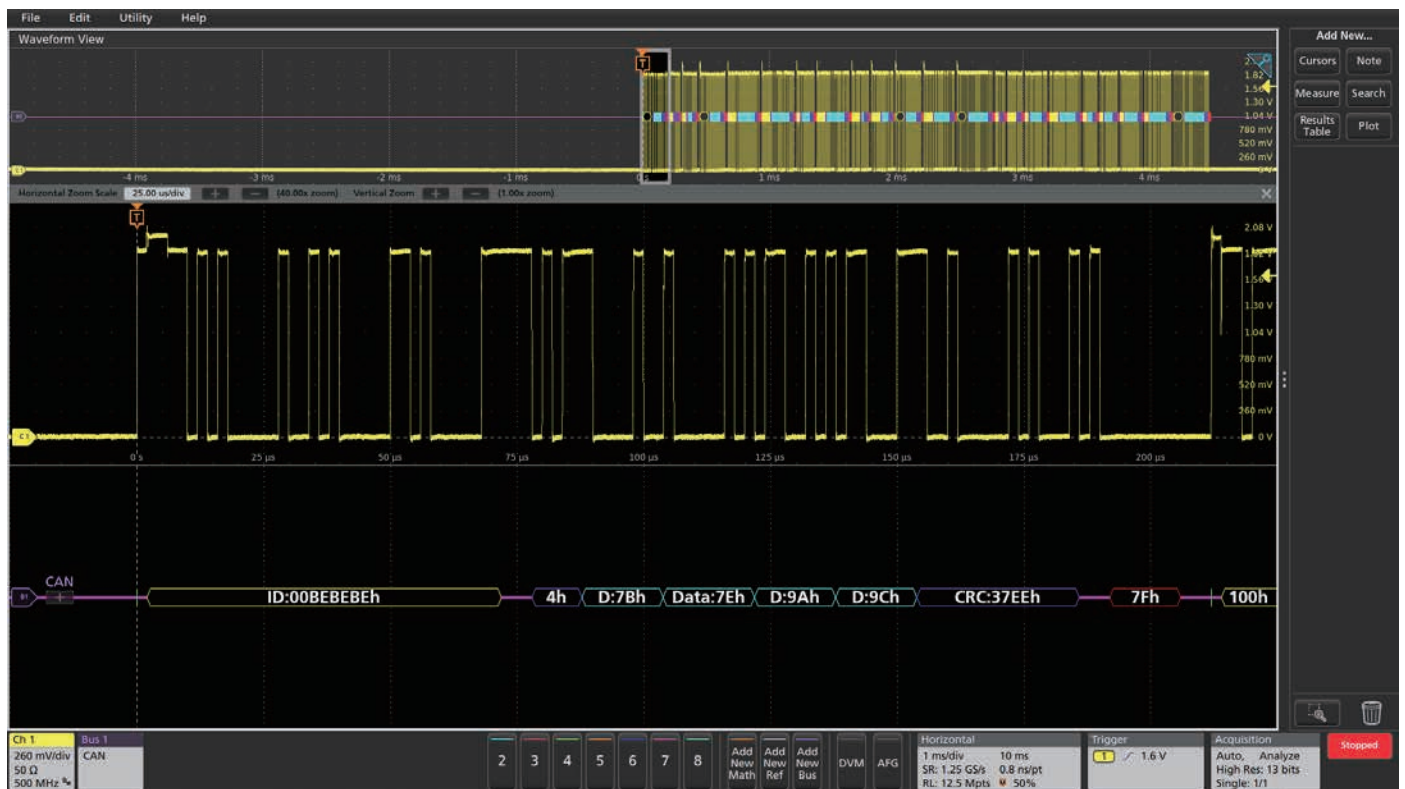 File Edit Utility Help
Waveform View
Add New...
Cursors Note
Measure Search
Results Table Plot
T
1.82
1.30 V
1.04 V
780 mV
520 mV
260 mV
-4 ms -3 ms -2 ms -1 ms 0 s 1 ms 2 ms 3 ms 4 ms
Horizontal Zoom Scale 25.00 us/div (40.00x zoom) Vertical Zoom (1.00x zoom)
T
2.08 V
1.30 V
1.04 V
780 mV
520 mV
260 mV
C1
0 V
0 s 25 µs 50 µs 75 µs 100 µs 125 µs 150 µs 175 µs 200 µs
CAN
B1 ID:00BEBEBEh 4h D:7Bh Data:7Eh D:9Ah D:9Ch CRC:37EEh 7Fh 100h
Ch 1
260 mV/div
50 Ω
500 MHz
Bus 1
CAN
2 3 4 5 6 7 8
Add New Math
Add New Ref
Add New Bus
DVM AFG
Horizontal
1 ms/div 10 ms
SR: 1.25 GS/s 0.8 ns/pt
RL: 12.5 Mpts 50%
Trigger
1 1.6 V
Acquisition
Auto, Analyze
High Res: 13 bits
Single: 1/1
Stopped